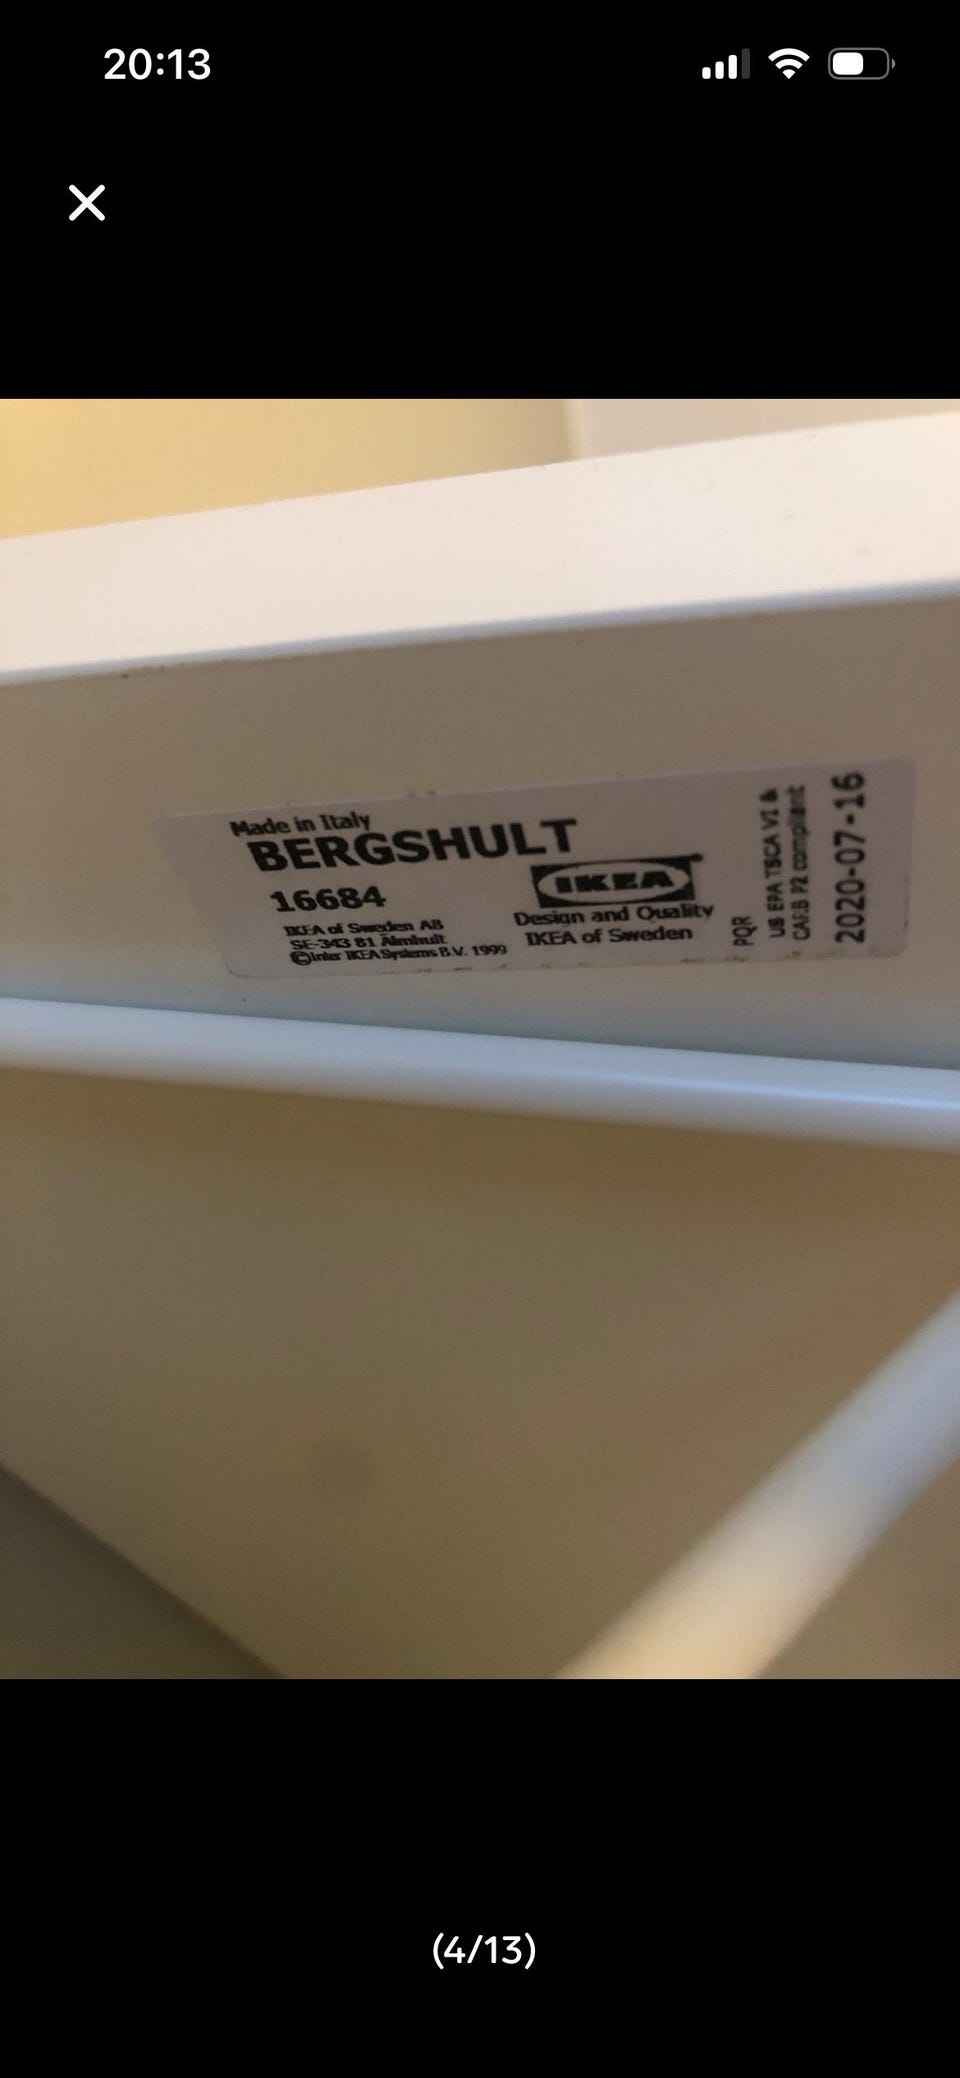 20:13
Made in Italy
BERGSHULT
16684
IKEA of Sweden AB
SE-343 81 Älmhult
©Inter IKEA Systems B.V. 1999
IKEA
Design and Quality
IKEA of Sweden
PQR
US EPA TSCA VI &
CARB P2 compliant
2020-07-16
(4/13)